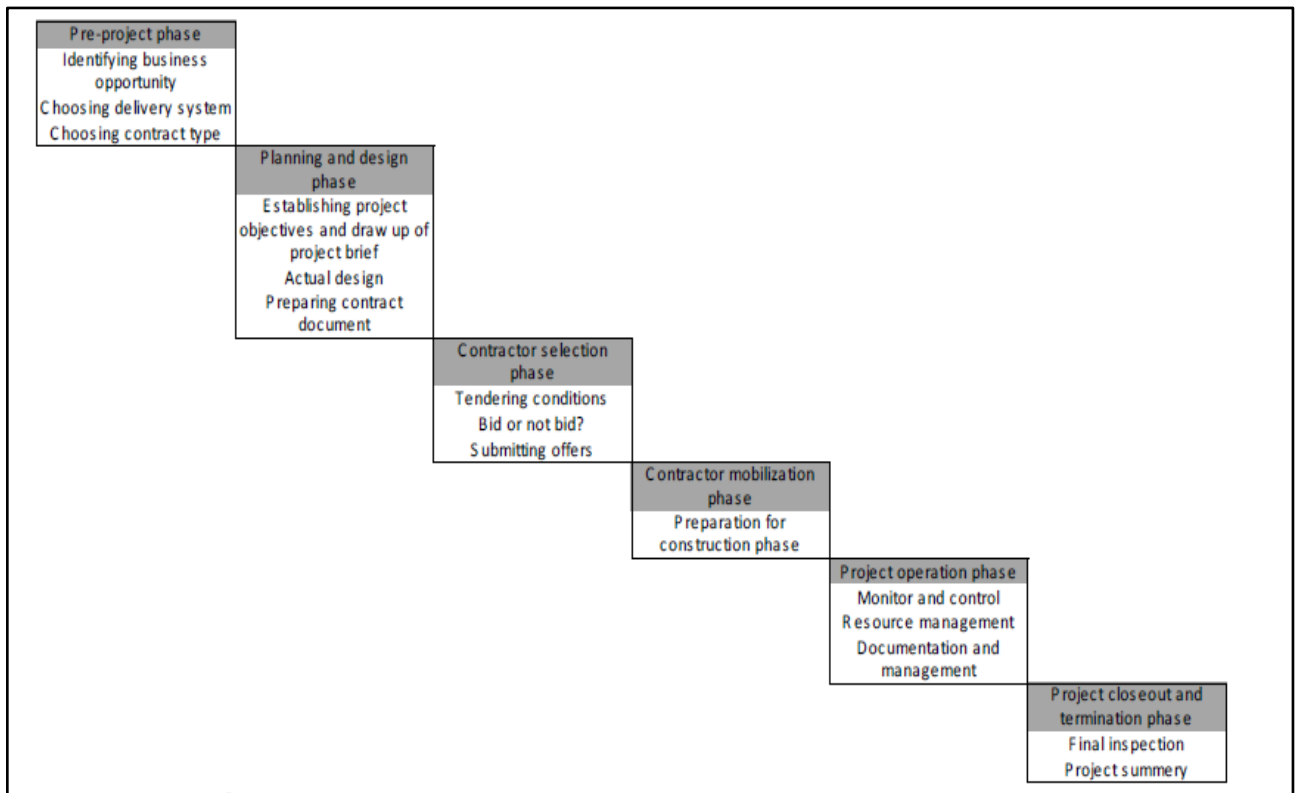 Pre-project phase
Identifying business
opportunity
Choosing delivery system
Choosing contract type
Planning and design
phase
Establishing project
objectives and draw up of
project brief
Actual design
Preparing contract
document
Contractor selection
phase
Tendering conditions
Bid or not bid?
Submitting offers
Contractor mobilization
phase
Preparation for
construction phase
Project operation phase
Monitor and control
Resource management
Documentation and
management
Project closeout and
termination phase
Final inspection
Project summery